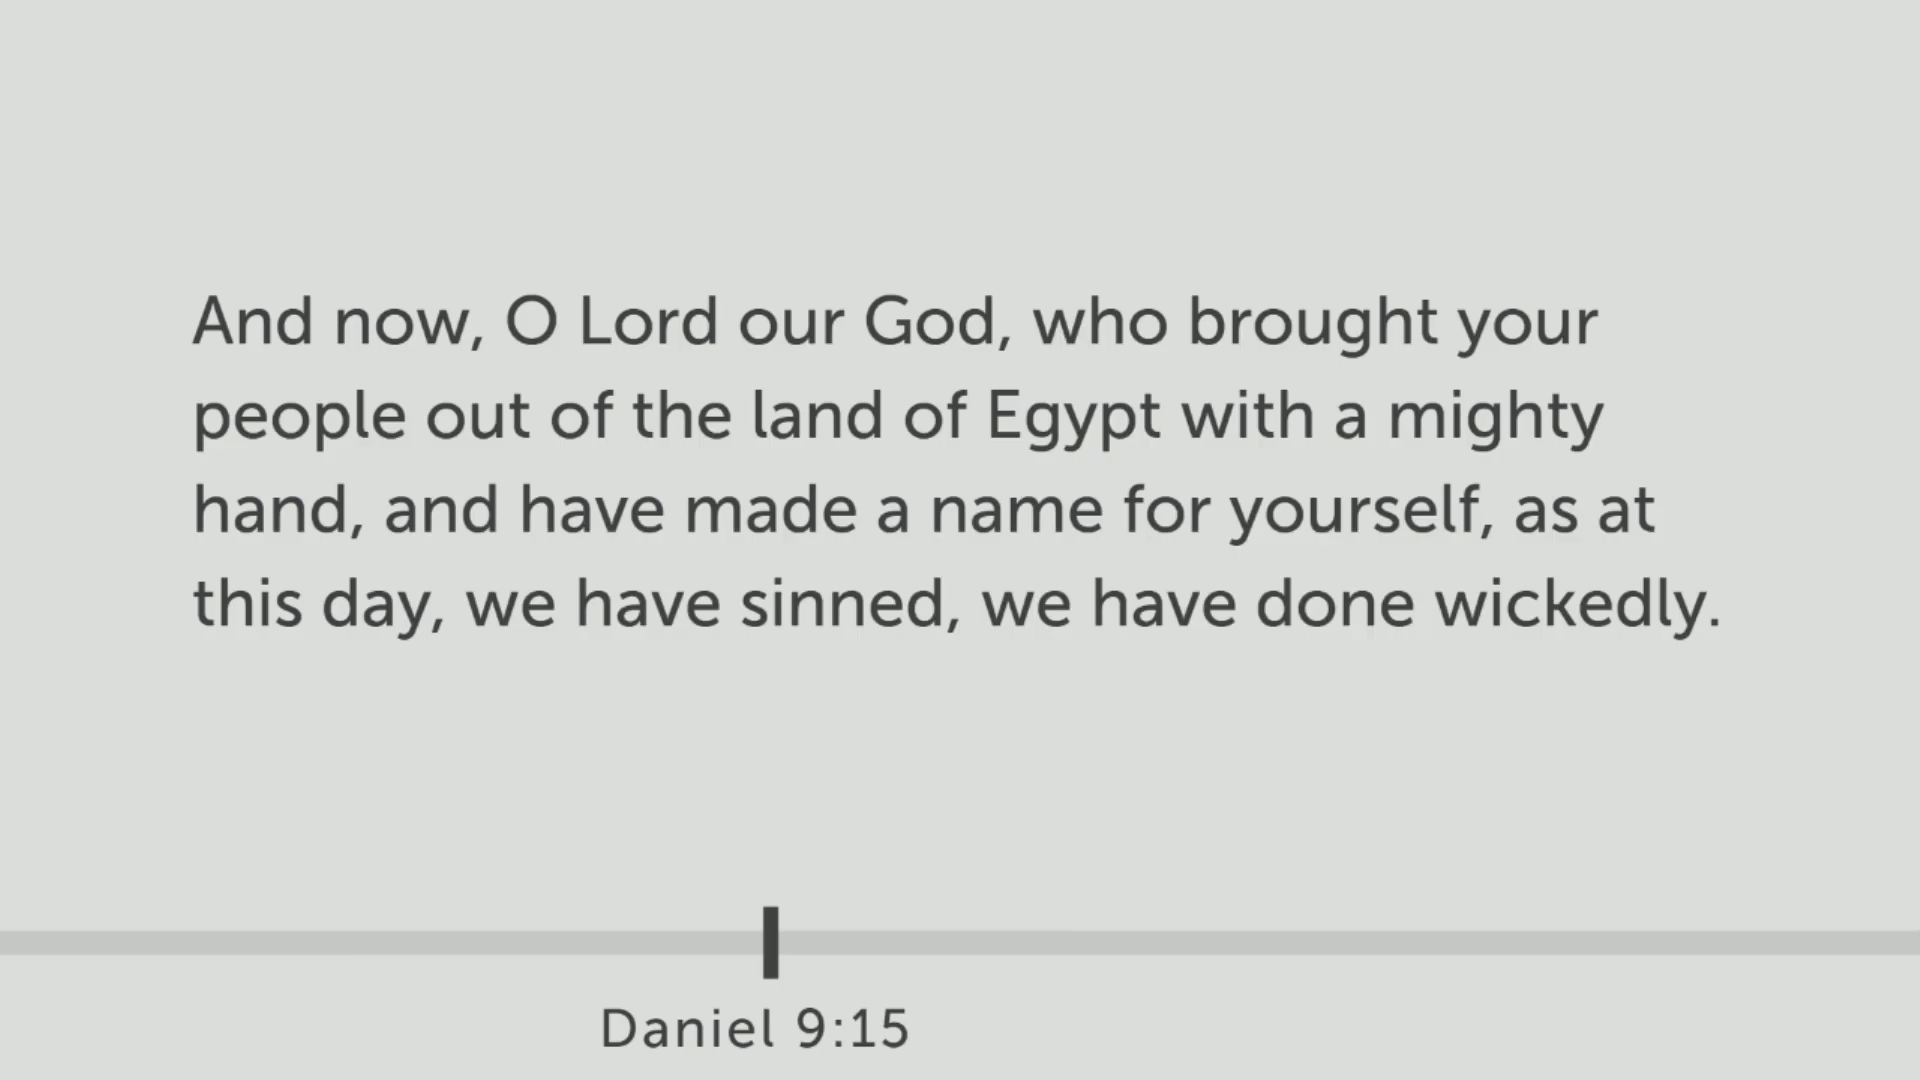 And now, O Lord our God, who brought your
people out of the land of Egypt with a mighty
hand, and have made a name for yourself, as at
this day, we have sinned, we have done wickedly.
Daniel 9:15